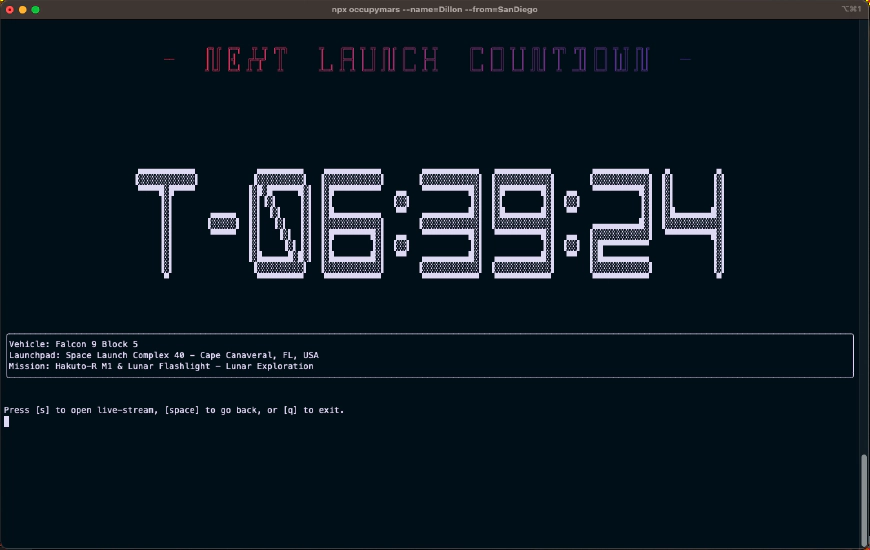 npx occupymars --name=Dillon --from=SanDiego
⌥⌘1
— NEXT LAUNCH COUNTDOWN —
T-06:39:24
Vehicle: Falcon 9 Block 5
Launchpad: Space Launch Complex 40 - Cape Canaveral, FL, USA
Mission: Hakuto-R M1 & Lunar Flashlight - Lunar Exploration
Press [s] to open live-stream, [space] to go back, or [q] to exit.